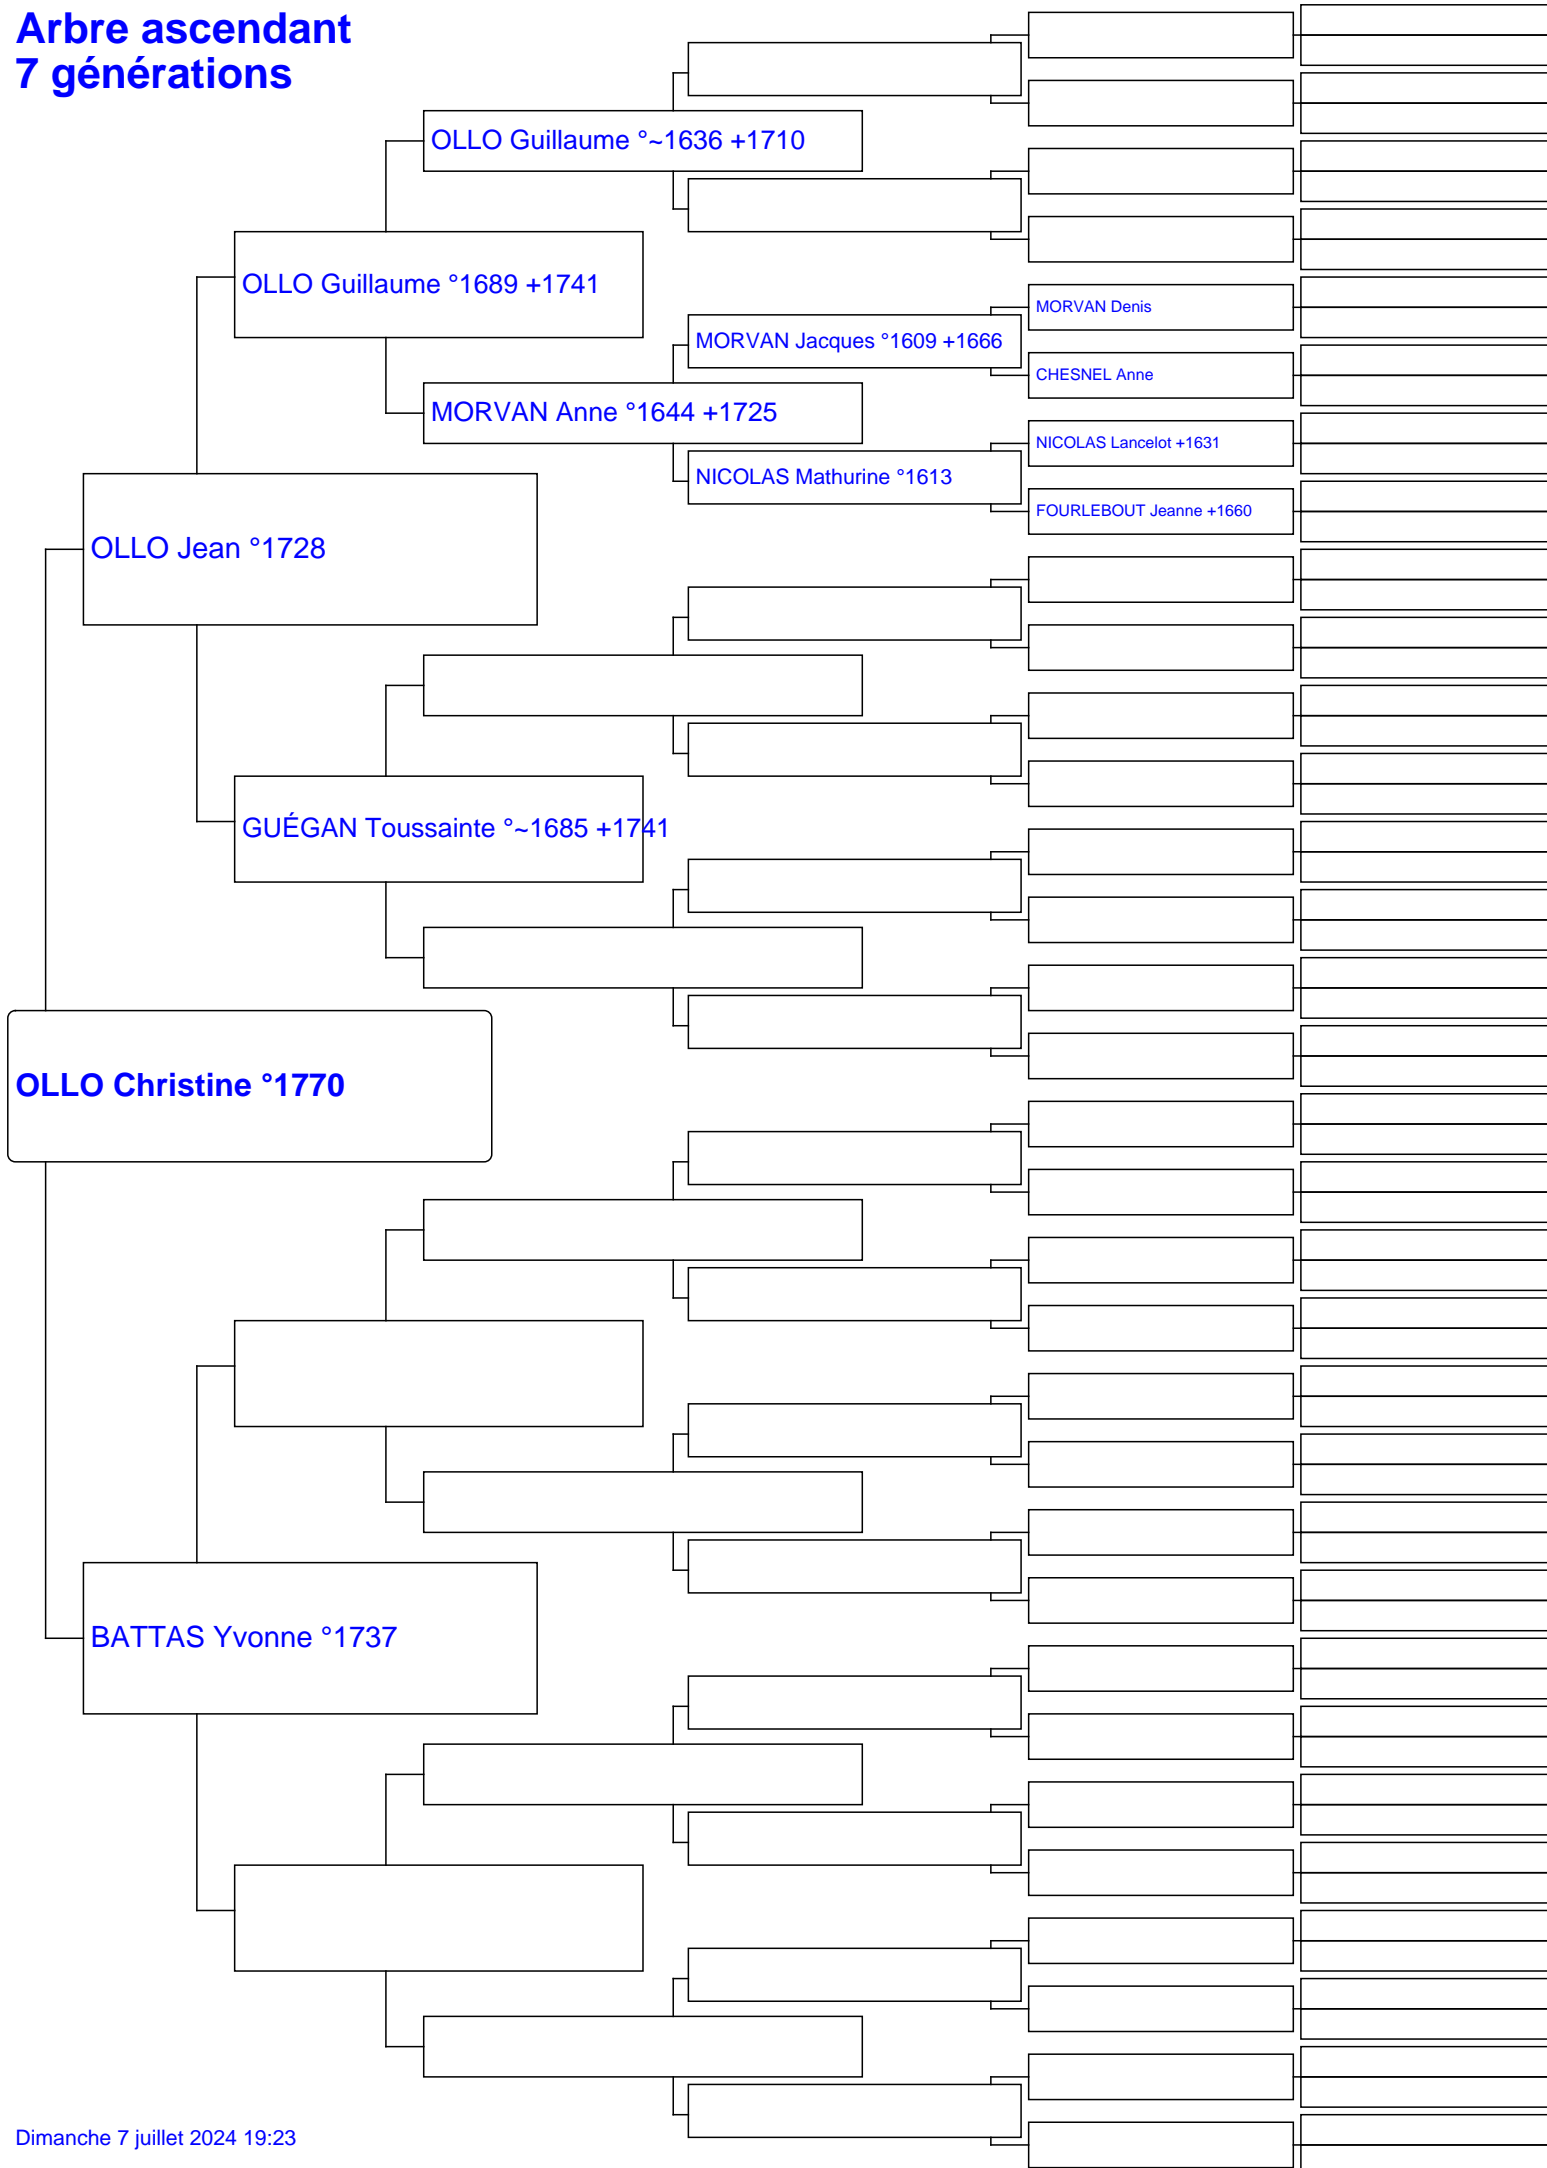 Arbre ascendant
7 générations
OLLO Guillaume °~1636 +1710
OLLO Guillaume °1689 +1741
MORVAN Denis
MORVAN Jacques °1609 +1666
CHESNEL Anne
MORVAN Anne °1644 +1725
NICOLAS Lancelot +1631
NICOLAS Mathurine °1613
FOURLEBOUT Jeanne +1660
OLLO Jean °1728
GUÉGAN Toussainte °~1685 +1741
OLLO Christine °1770
BATTAS Yvonne °1737
Dimanche 7 juillet 2024 19:23